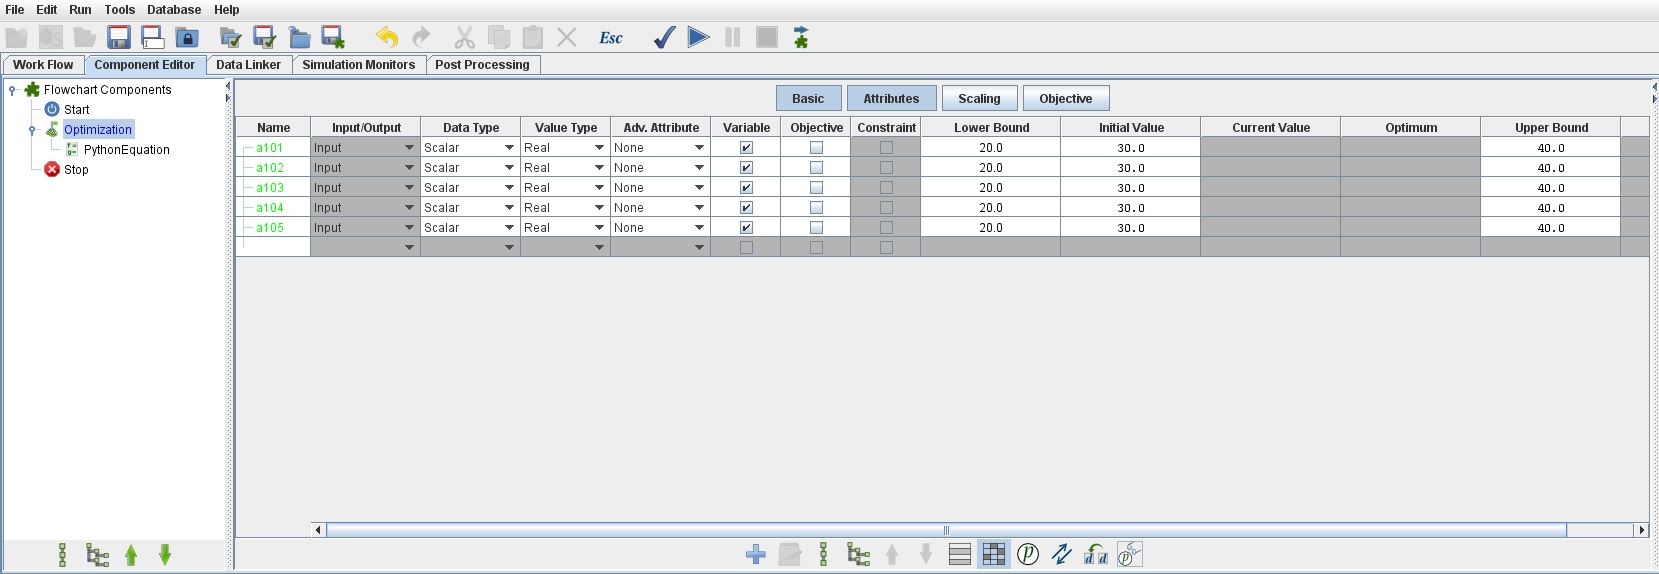 File Edit Run Tools Database Help
Esc
Work Flow Component Editor Data Linker Simulation Monitors Post Processing
Flowchart Components
Start
Optimization
PythonEquation
Stop
Basic Attributes Scaling Objective
Name Input/Output Data Type Value Type Adv. Attribute Variable Objective Constraint Lower Bound Initial Value Current Value Optimum Upper Bound
a101 Input Scalar Real None 20.0 30.0 40.0
a102 Input Scalar Real None 20.0 30.0 40.0
a103 Input Scalar Real None 20.0 30.0 40.0
a104 Input Scalar Real None 20.0 30.0 40.0
a105 Input Scalar Real None 20.0 30.0 40.0
p d d p